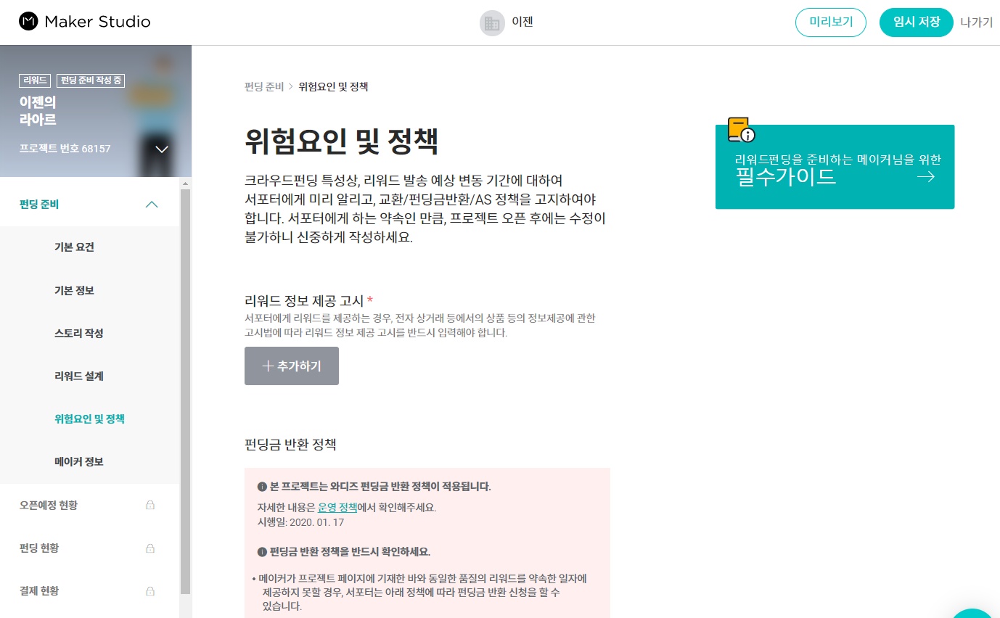 Maker Studio
이젠
미리보기
임시 저장
나가기
리워드
펀딩 준비 작성 중
이젠의
라아르
프로젝트 번호 68157
펀딩 준비
기본 요건
기본 정보
스토리 작성
리워드 설계
위험요인 및 정책
메이커 정보
오픈예정 현황
펀딩 현황
결제 현황
펀딩 준비 > 위험요인 및 정책
위험요인 및 정책
크라우드펀딩 특성상, 리워드 발송 예상 변동 기간에 대하여
서포터에게 미리 알리고, 교환/펀딩금반환/AS 정책을 고지하여야
합니다. 서포터에게 하는 약속인 만큼, 프로젝트 오픈 후에는 수정이
불가하니 신중하게 작성하세요.
리워드펀딩을 준비하는 메이커님을 위한
필수가이드
리워드 정보 제공 고시 *
서포터에게 리워드를 제공하는 경우, 전자 상거래 등에서의 상품 등의 정보제공에 관한
고시법에 따라 리워드 정보 제공 고시를 반드시 입력해야 합니다.
+ 추가하기
펀딩금 반환 정책
본 프로젝트는 와디즈 펀딩금 반환 정책이 적용됩니다.
자세한 내용은 운영 정책에서 확인해주세요.
시행일: 2020. 01. 17
펀딩금 반환 정책을 반드시 확인하세요.
• 메이커가 프로젝트 페이지에 기재한 바와 동일한 품질의 리워드를 약속한 일자에
제공하지 못할 경우, 서포터는 아래 정책에 따라 펀딩금 반환 신청을 할 수
있습니다.